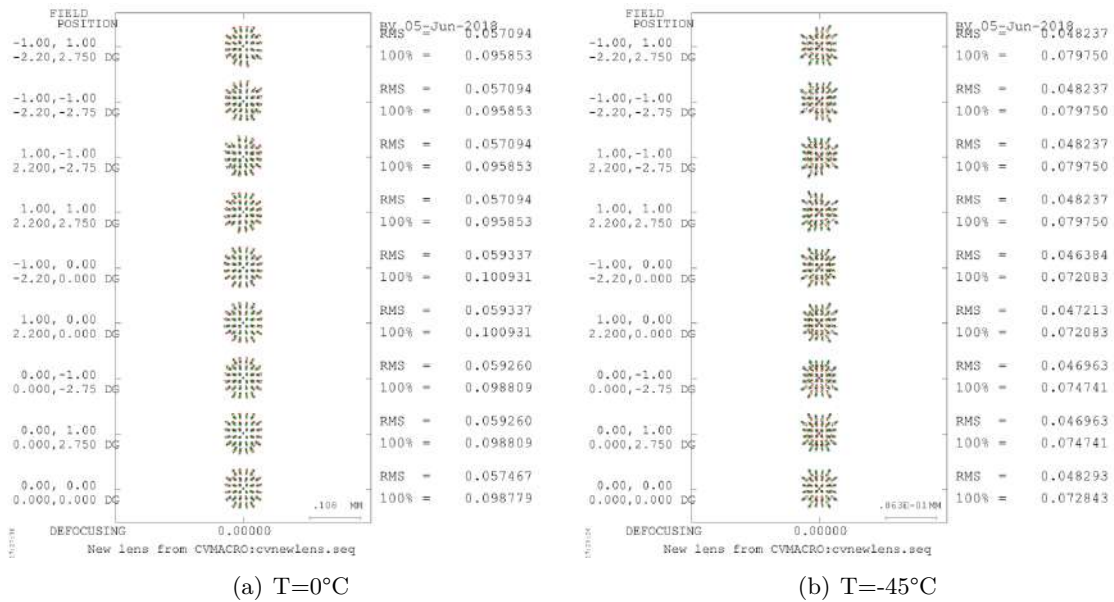 FIELD
POSITION
RV 05-Jun-2018
-1.00, 1.00
-2.20,2.750 DG
RMS = 0.057094
100% = 0.095853
-1.00,-1.00
-2.20,-2.75 DG
RMS = 0.057094
100% = 0.095853
1.00,-1.00
2.200,-2.75 DG
RMS = 0.057094
100% = 0.095853
1.00, 1.00
2.200,2.750 DG
RMS = 0.057094
100% = 0.095853
-1.00, 0.00
-2.20,0.000 DG
RMS = 0.059337
100% = 0.100931
1.00, 0.00
2.200,0.000 DG
RMS = 0.059337
100% = 0.100931
0.00,-1.00
0.000,-2.75 DG
RMS = 0.059260
100% = 0.098809
0.00, 1.00
0.000,2.750 DG
RMS = 0.059260
100% = 0.098809
0.00, 0.00
0.000,0.000 DG
RMS = 0.057467
100% = 0.098779
.108 MM
DEFOCUSING 0.00000
New lens from CVMACRO:cvnewlens.seq
(a) T=0°C
FIELD
POSITION
RV 05-Jun-2018
-1.00, 1.00
-2.20,2.750 DG
RMS = 0.048237
100% = 0.079750
-1.00,-1.00
-2.20,-2.75 DG
RMS = 0.048237
100% = 0.079750
1.00,-1.00
2.200,-2.75 DG
RMS = 0.048237
100% = 0.079750
1.00, 1.00
2.200,2.750 DG
RMS = 0.048237
100% = 0.079750
-1.00, 0.00
-2.20,0.000 DG
RMS = 0.046384
100% = 0.072083
1.00, 0.00
2.200,0.000 DG
RMS = 0.047213
100% = 0.072083
0.00,-1.00
0.000,-2.75 DG
RMS = 0.046963
100% = 0.074741
0.00, 1.00
0.000,2.750 DG
RMS = 0.046963
100% = 0.074741
0.00, 0.00
0.000,0.000 DG
RMS = 0.048293
100% = 0.072843
.863E-01 MM
DEFOCUSING 0.00000
New lens from CVMACRO:cvnewlens.seq
(b) T=-45°C